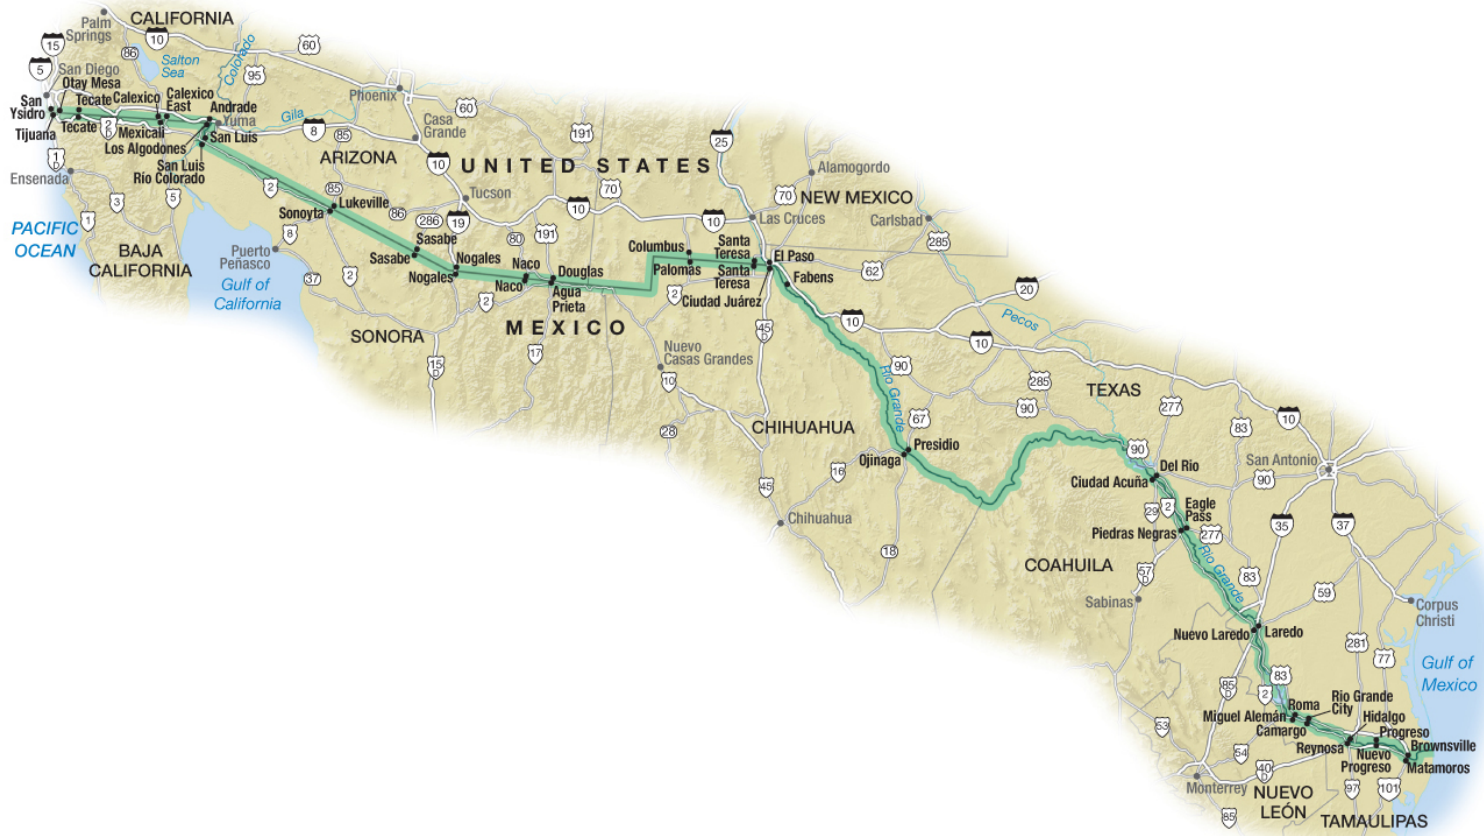 CALIFORNIA
Palm
Springs
10
60
15
86
Salton
Sea
Colorado
95
5
San Diego
Otay Mesa
San
Ysidro
Tecate
Calexico
Calexico
East
Andrade
Yuma
Gila
Phoenix
60
Tijuana
Tecate
2
D
Mexicali
Los Algodones
San Luis
8
85
Casa
Grande
191
25
1
D
Ensenada
San Luis
Río Colorado
ARIZONA
10
UNITED STATES
Alamogordo
3
5
2
85
Lukeville
Tucson
70
70
NEW MEXICO
1
PACIFIC
OCEAN
Sonoyta
86
286
19
10
10
Las Cruces
Carlsbad
285
BAJA
CALIFORNIA
8
Puerto
Peñasco
Sasabe
Sasabe
80
191
Columbus
Santa
Teresa
El Paso
Gulf of
California
37
2
Nogales
Nogales
Naco
Naco
Douglas
Agua
Prieta
Palomas
Santa
Teresa
Fabens
62
20
2
2
Ciudad Juárez
SONORA
MEXICO
45
D
10
Pecos
10
15
D
17
Nuevo
Casas Grandes
10
90
Rio Grande
285
TEXAS
90
277
CHIHUAHUA
67
28
83
10
Presidio
Ojinaga
16
90
San Antonio
Del Rio
Ciudad Acuña
90
45
Chihuahua
29
2
Eagle
Pass
35
37
Piedras Negras
277
18
COAHUILA
57
D
Rio Grande
83
59
Sabinas
Corpus
Christi
Nuevo Laredo
Laredo
281
77
Gulf of
Mexico
85
D
83
2
Roma
Rio Grande
City
Miguel Alemán
Camargo
Hidalgo
53
Reynosa
Progreso
Brownsville
54
Nuevo
Progreso
Matamoros
40
D
Monterrey
NUEVO
LEÓN
97
101
85
TAMAULIPAS